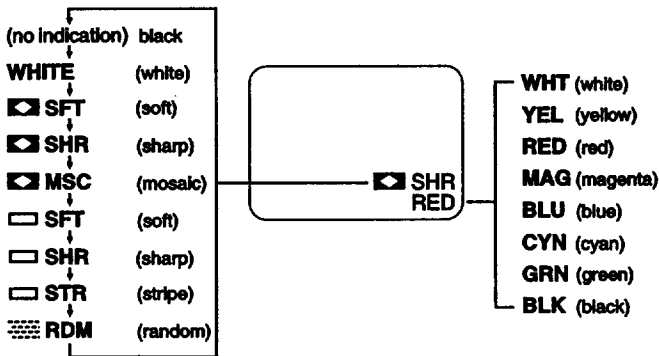 (no indication) black
WHITE (white)
SFT (soft)
SHR (sharp)
MSC (mosaic)
SFT (soft)
SHR (sharp)
STR (stripe)
RDM (random)
SHR
RED
WHT (white)
YEL (yellow)
RED (red)
MAG (magenta)
BLU (blue)
CYN (cyan)
GRN (green)
BLK (black)